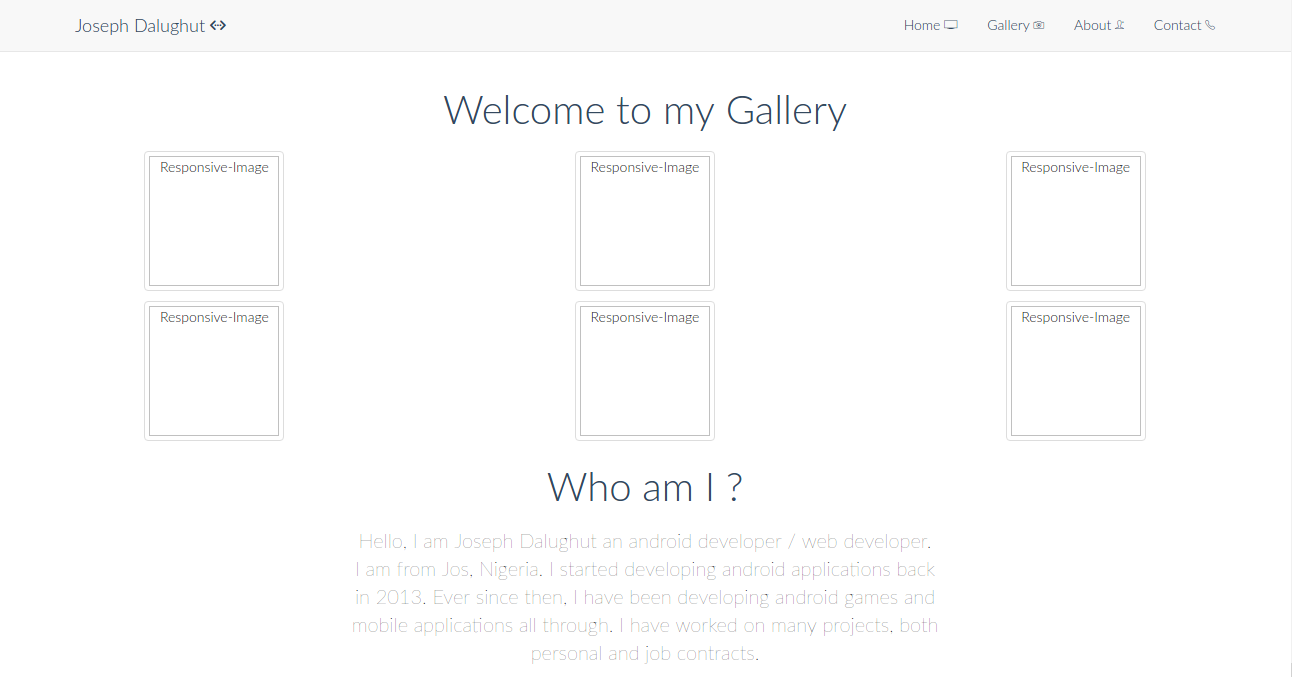 Joseph Dalughut
Home
Gallery
About
Contact
Welcome to my Gallery
Responsive-Image
Responsive-Image
Responsive-Image
Responsive-Image
Responsive-Image
Responsive-Image
Who am I ?
Hello, I am Joseph Dalughut an android developer / web developer.
I am from Jos, Nigeria. I started developing android applications back
in 2013. Ever since then, I have been developing android games and
mobile applications all through. I have worked on many projects, both
personal and job contracts.